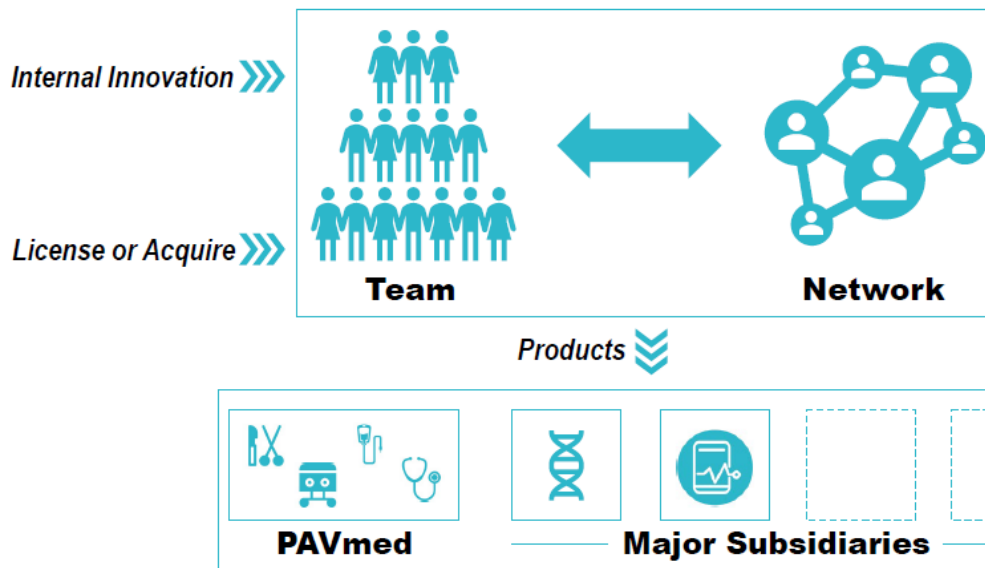 Internal Innovation
License or Acquire
Team
Network
Products
PAVmed
Major Subsidiaries